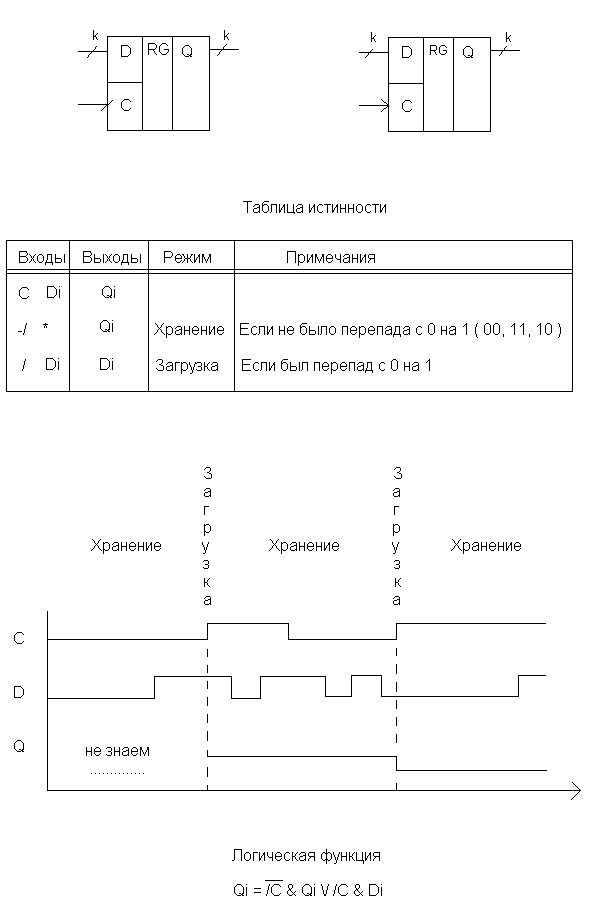 k k k k
D RG Q D RG Q
C C
Таблица истинности
Входы Выходы Режим Примечания
C Di Qi
-/ * Qi Хранение Если не было перепада с 0 на 1 ( 00, 11, 10 )
/ Di Di Загрузка Если был перепад с 0 на 1
Загрузка Загрузка
Хранение Хранение Хранение
C
D
Q не знаем
..............
Логическая функция
Qi = /C & Qi V /C & Di